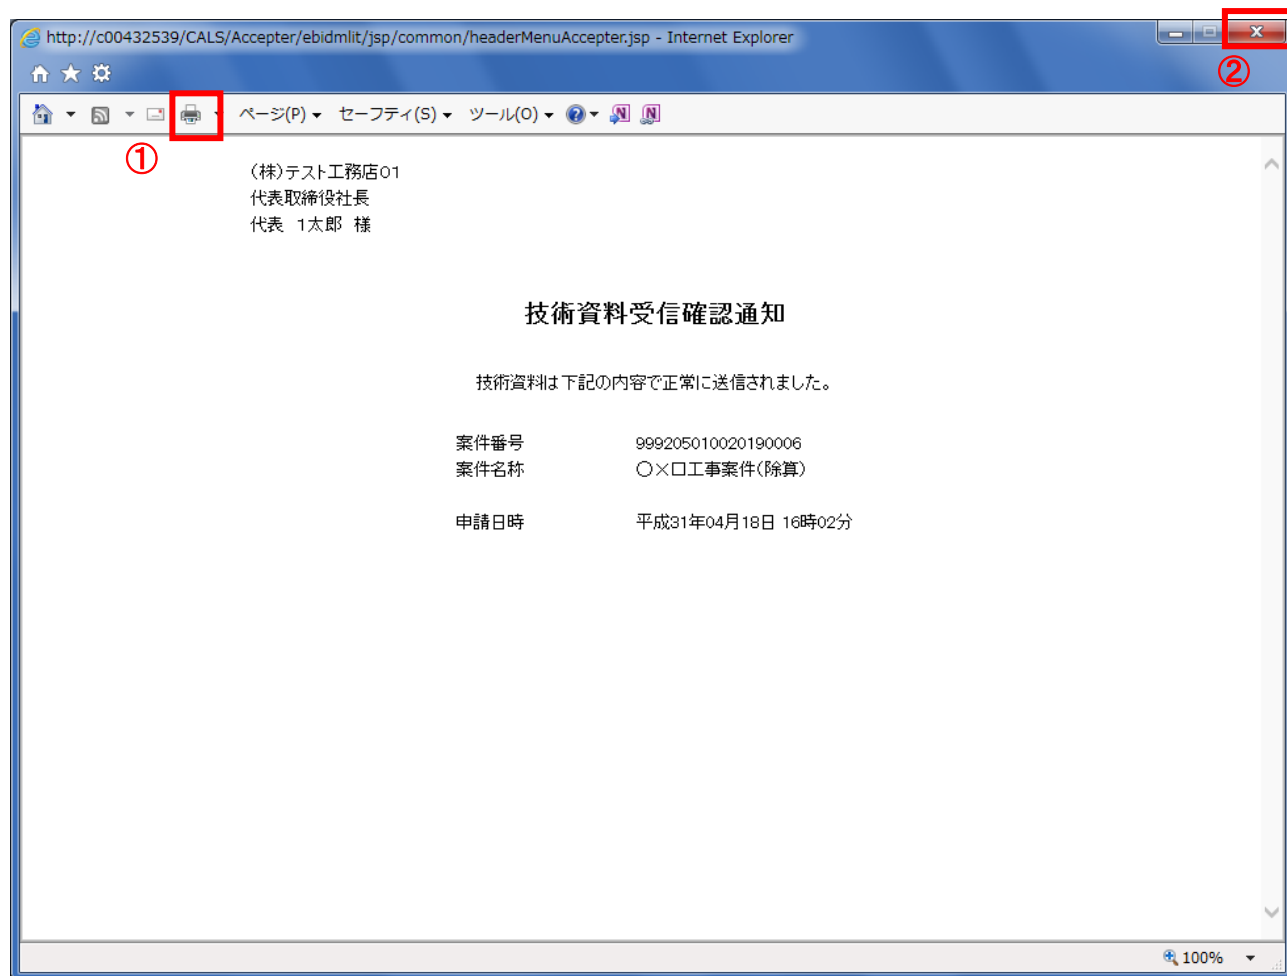 http://c00432539/CALS/Accepter/ebidmlit/jsp/common/headerMenuAccepter.jsp - Internet Explorer
②
ページ(P) セーフティ(S) ツール(O)
①
(株)テスト工務店01
代表取締役社長
代表 1太郎 様
技術資料受信確認通知
技術資料は下記の内容で正常に送信されました。
案件番号 999205010020190006
案件名称 〇×口工事案件(除算)
申請日時 平成31年04月18日 16時02分
100%